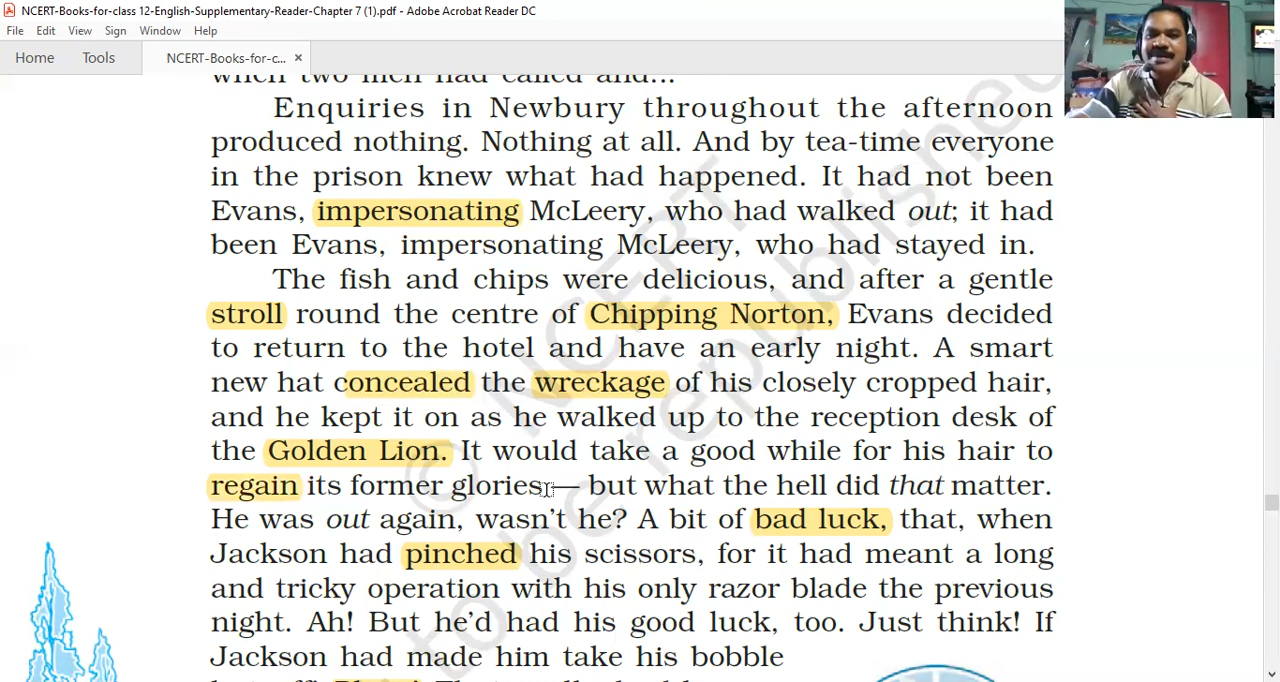 NCERT-Books-for-class 12-English-Supplementary-Reader-Chapter 7 (1).pdf - Adobe Acrobat Reader DC
File Edit View Sign Window Help
Home Tools NCERT-Books-for-c... ×
when two men had called and...
Enquiries in Newbury throughout the afternoon
produced nothing. Nothing at all. And by tea-time everyone
in the prison knew what had happened. It had not been
Evans, impersonating McLeery, who had walked out; it had
been Evans, impersonating McLeery, who had stayed in.
The fish and chips were delicious, and after a gentle
stroll round the centre of Chipping Norton, Evans decided
to return to the hotel and have an early night. A smart
new hat concealed the wreckage of his closely cropped hair,
and he kept it on as he walked up to the reception desk of
the Golden Lion. It would take a good while for his hair to
regain its former glories— but what the hell did that matter.
He was out again, wasn't he? A bit of bad luck, that, when
Jackson had pinched his scissors, for it had meant a long
and tricky operation with his only razor blade the previous
night. Ah! But he'd had his good luck, too. Just think! If
Jackson had made him take his bobble
© NCERT
to be republished